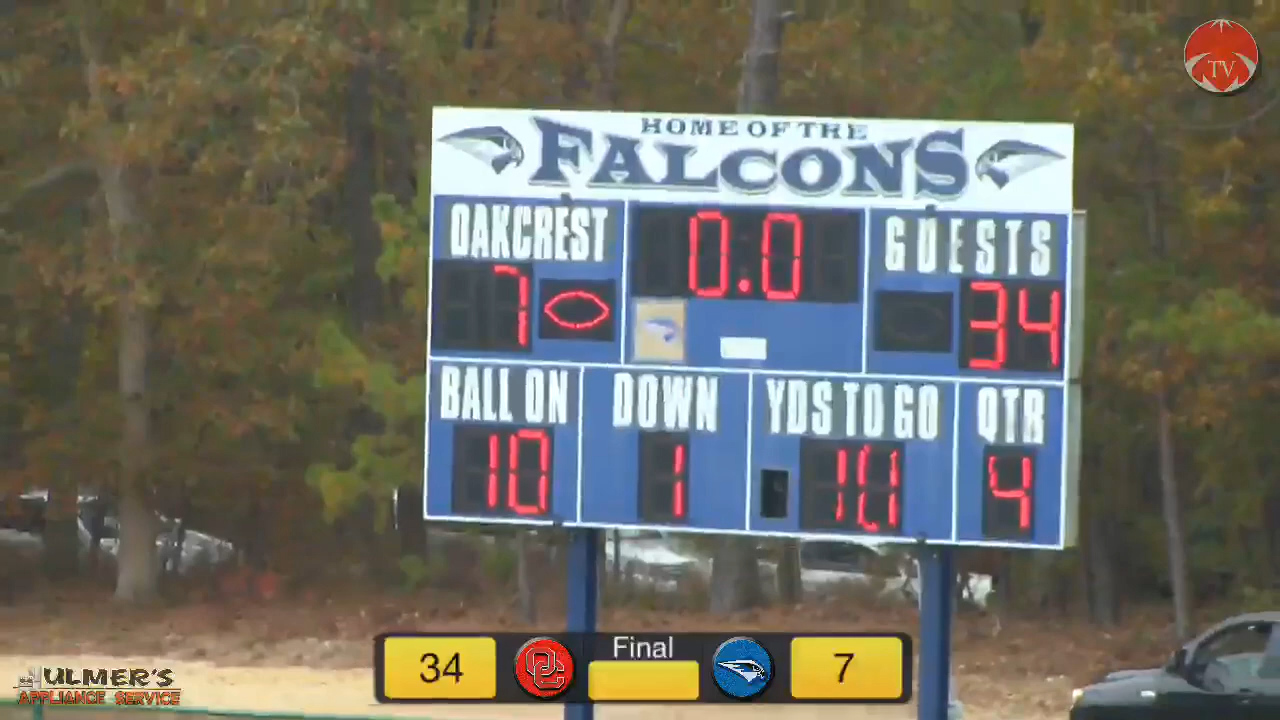 TV
HOME OF THE
FALCONS
OAKCREST
0.0
GUESTS
7
34
BALL ON
DOWN
YDS TO GO
QTR
10
1
10
4
34
OC
Final
7
ULMER'S
APPLIANCE SERVICE